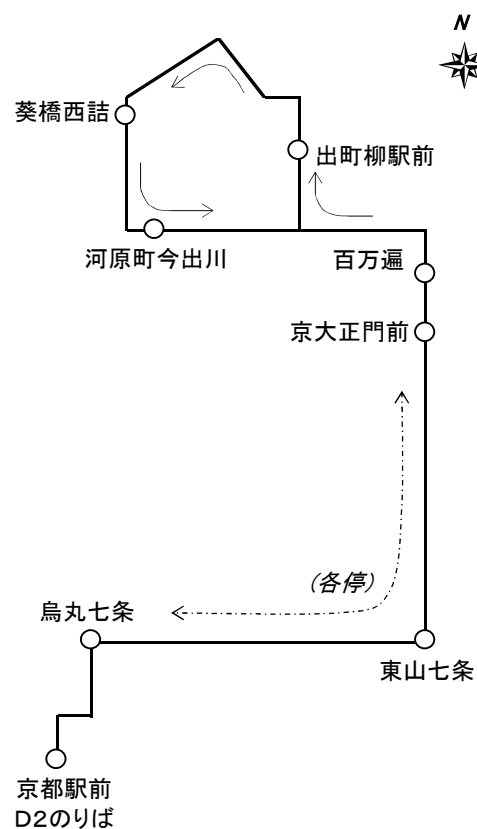 N
葵橋西詰
出町柳駅前
河原町今出川
百万遍
京大正門前
(各停)
烏丸七条
東山七条
京都駅前
D2のりば